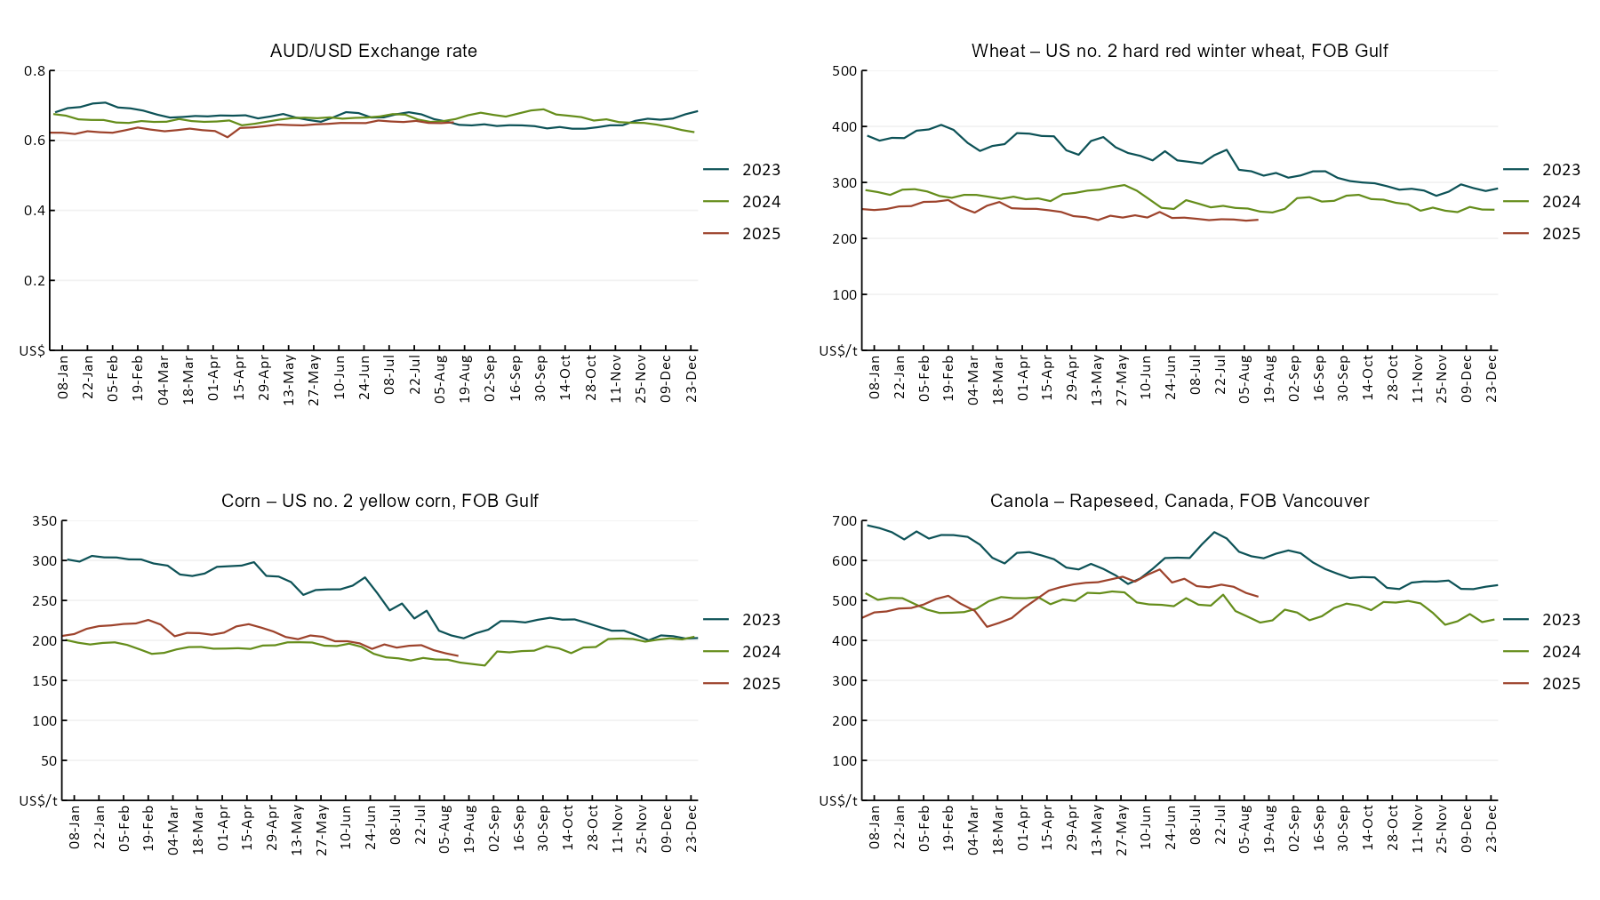 AUD/USD Exchange rate
0.8
0.6
0.4
0.2
US$
08-Jan
22-Jan
05-Feb
19-Feb
04-Mar
18-Mar
01-Apr
15-Apr
29-Apr
13-May
27-May
10-Jun
24-Jun
08-Jul
22-Jul
05-Aug
19-Aug
02-Sep
16-Sep
30-Sep
14-Oct
28-Oct
11-Nov
25-Nov
09-Dec
23-Dec
2023
2024
2025
Wheat – US no. 2 hard red winter wheat, FOB Gulf
500
400
300
200
100
US$/t
08-Jan
22-Jan
05-Feb
19-Feb
04-Mar
18-Mar
01-Apr
15-Apr
29-Apr
13-May
27-May
10-Jun
24-Jun
08-Jul
22-Jul
05-Aug
19-Aug
02-Sep
16-Sep
30-Sep
14-Oct
28-Oct
11-Nov
25-Nov
09-Dec
23-Dec
2023
2024
2025
Corn – US no. 2 yellow corn, FOB Gulf
350
300
250
200
150
100
50
US$/t
08-Jan
22-Jan
05-Feb
19-Feb
04-Mar
18-Mar
01-Apr
15-Apr
29-Apr
13-May
27-May
10-Jun
24-Jun
08-Jul
22-Jul
05-Aug
19-Aug
02-Sep
16-Sep
30-Sep
14-Oct
28-Oct
11-Nov
25-Nov
09-Dec
23-Dec
2023
2024
2025
Canola – Rapeseed, Canada, FOB Vancouver
700
600
500
400
300
200
100
US$/t
08-Jan
22-Jan
05-Feb
19-Feb
04-Mar
18-Mar
01-Apr
15-Apr
29-Apr
13-May
27-May
10-Jun
24-Jun
08-Jul
22-Jul
05-Aug
19-Aug
02-Sep
16-Sep
30-Sep
14-Oct
28-Oct
11-Nov
25-Nov
09-Dec
23-Dec
2023
2024
2025